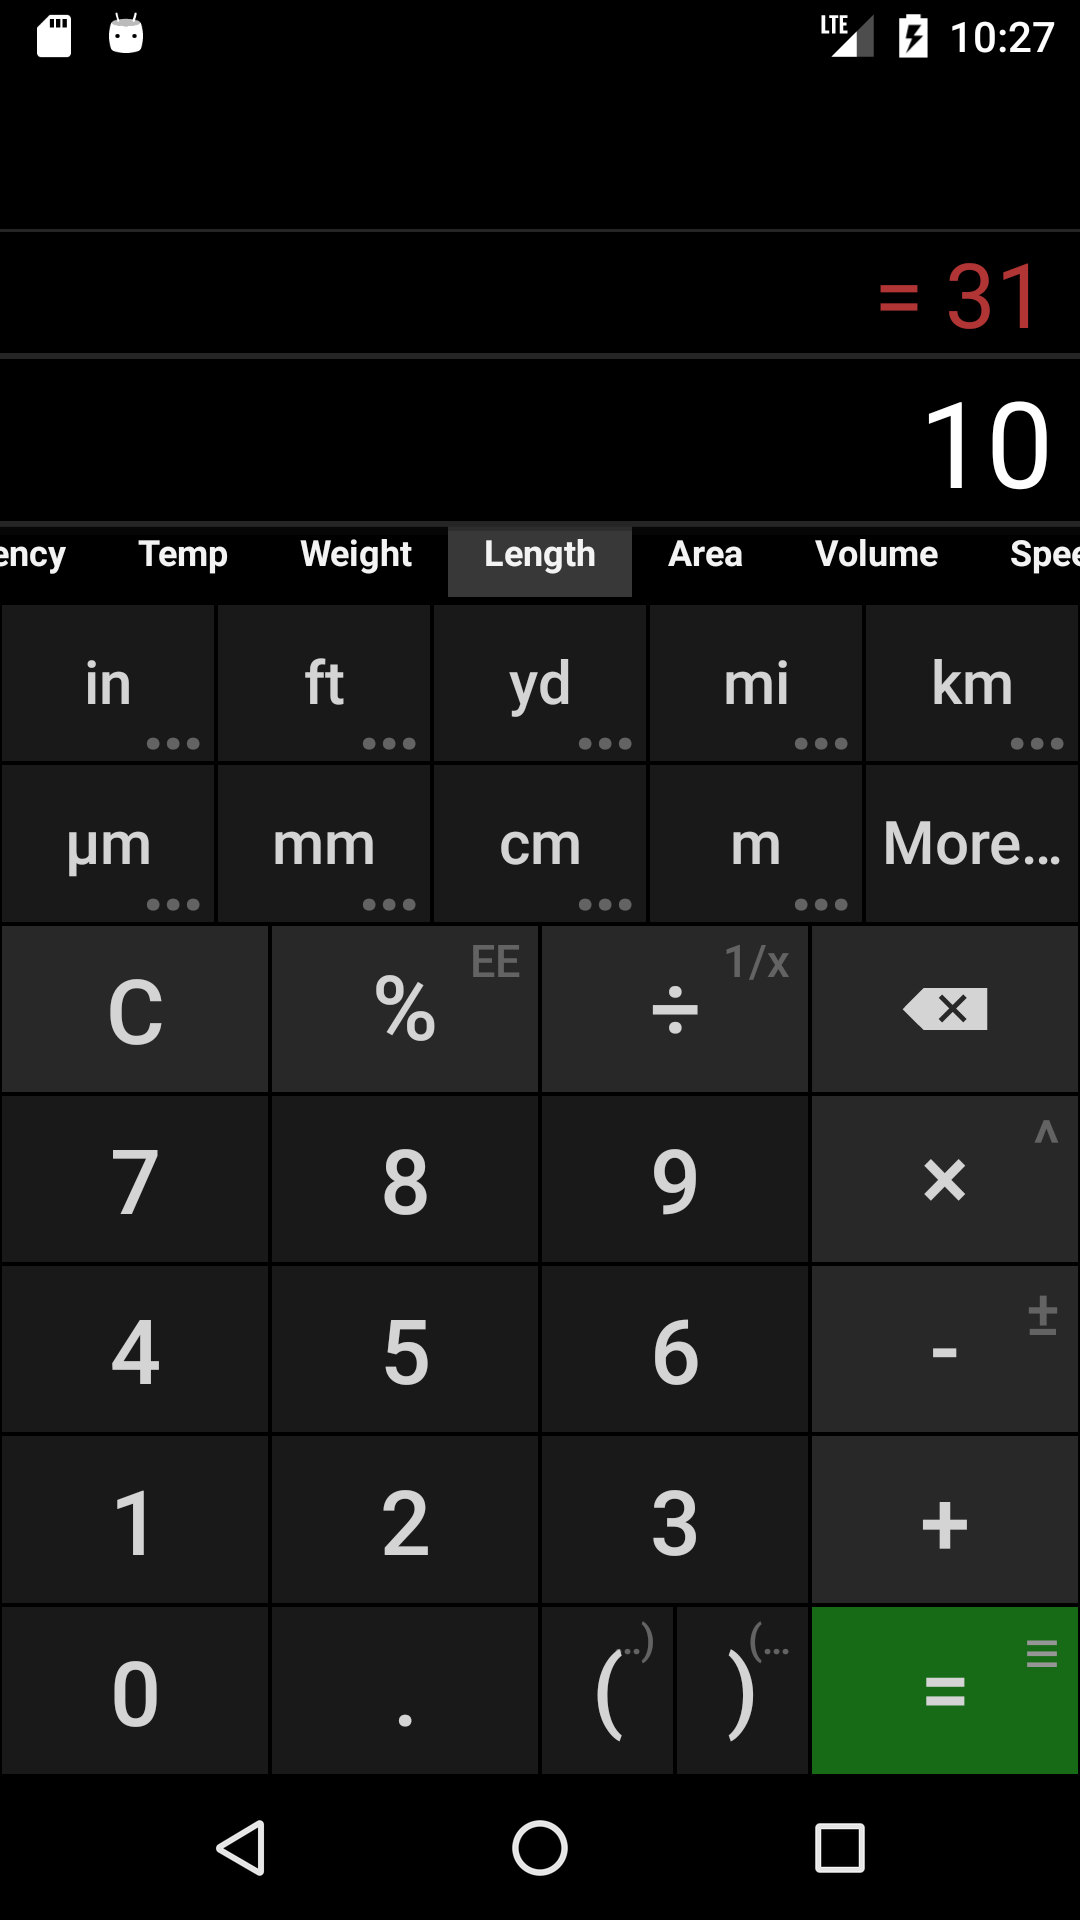 LTE 10:27
= 31
10
ency Temp Weight Length Area Volume Spee
in ft yd mi km
µm mm cm m More...
C % EE ÷ 1/x
7 8 9 × ^
4 5 6 - ±
1 2 3 +
0 . ( ..) ) (... =